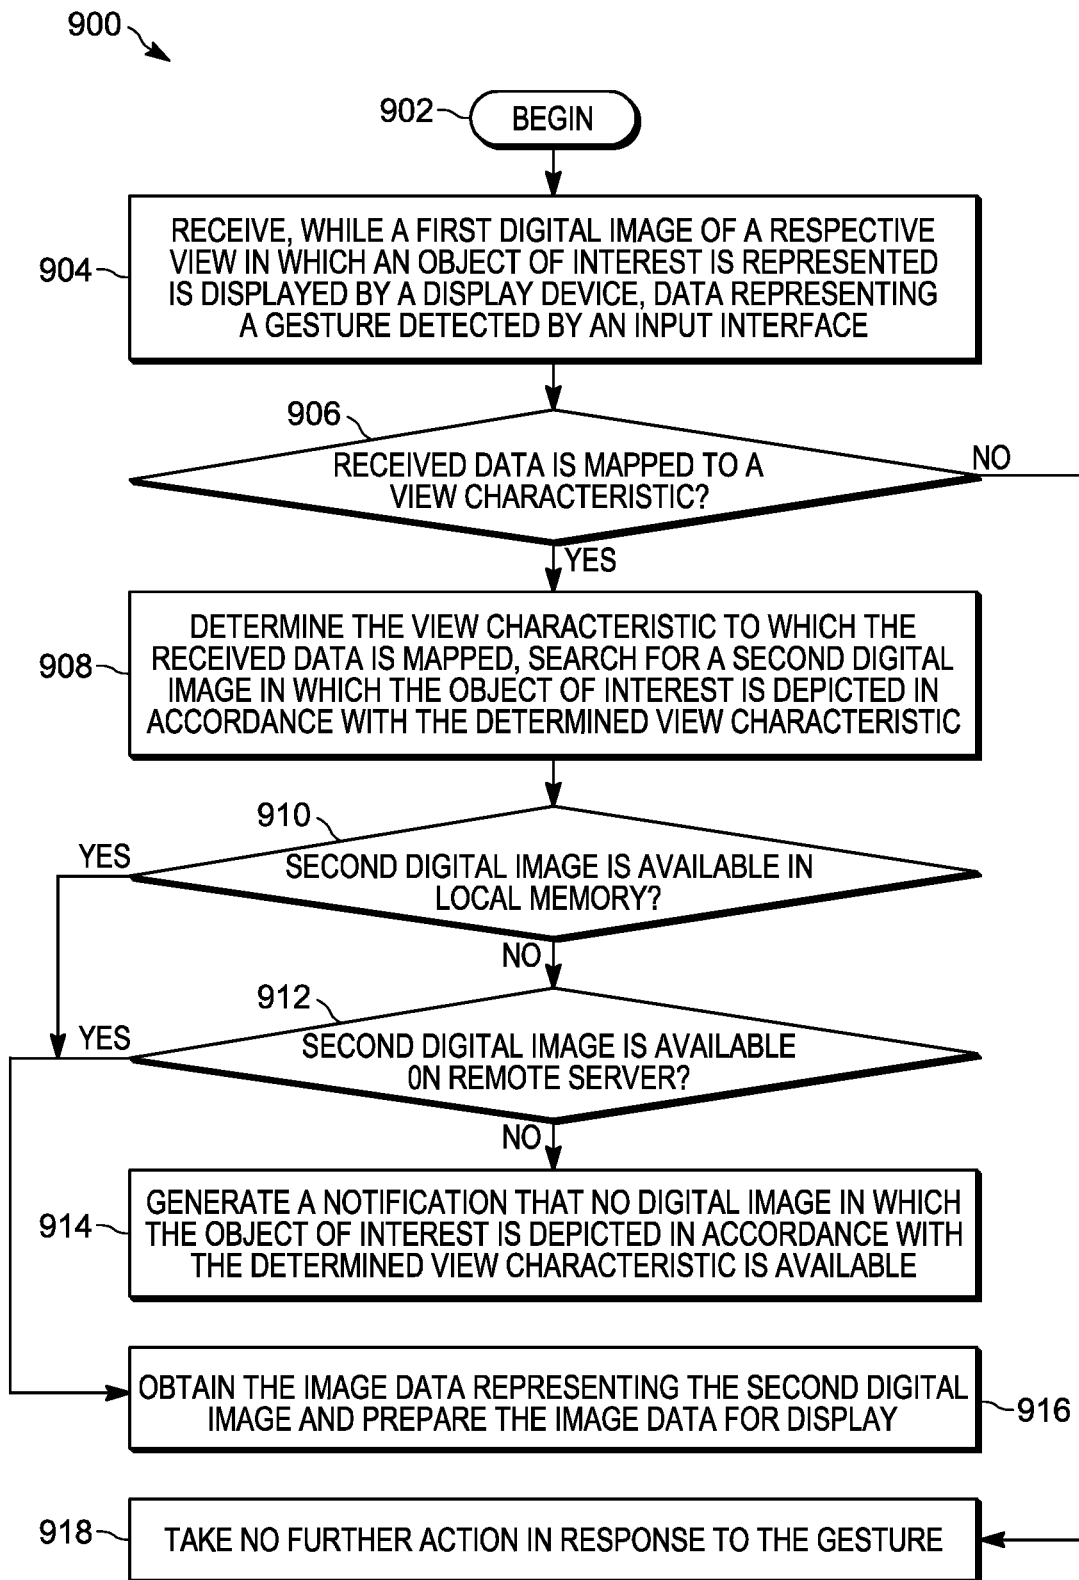 900
902
BEGIN
904
RECEIVE, WHILE A FIRST DIGITAL IMAGE OF A RESPECTIVE
VIEW IN WHICH AN OBJECT OF INTEREST IS REPRESENTED
IS DISPLAYED BY A DISPLAY DEVICE, DATA REPRESENTING
A GESTURE DETECTED BY AN INPUT INTERFACE
906
RECEIVED DATA IS MAPPED TO A
VIEW CHARACTERISTIC?
NO
YES
908
DETERMINE THE VIEW CHARACTERISTIC TO WHICH THE
RECEIVED DATA IS MAPPED, SEARCH FOR A SECOND DIGITAL
IMAGE IN WHICH THE OBJECT OF INTEREST IS DEPICTED IN
ACCORDANCE WITH THE DETERMINED VIEW CHARACTERISTIC
910
YES
SECOND DIGITAL IMAGE IS AVAILABLE IN
LOCAL MEMORY?
NO
912
YES
SECOND DIGITAL IMAGE IS AVAILABLE
0N REMOTE SERVER?
NO
914
GENERATE A NOTIFICATION THAT NO DIGITAL IMAGE IN WHICH
THE OBJECT OF INTEREST IS DEPICTED IN ACCORDANCE WITH
THE DETERMINED VIEW CHARACTERISTIC IS AVAILABLE
OBTAIN THE IMAGE DATA REPRESENTING THE SECOND DIGITAL
IMAGE AND PREPARE THE IMAGE DATA FOR DISPLAY
916
918
TAKE NO FURTHER ACTION IN RESPONSE TO THE GESTURE